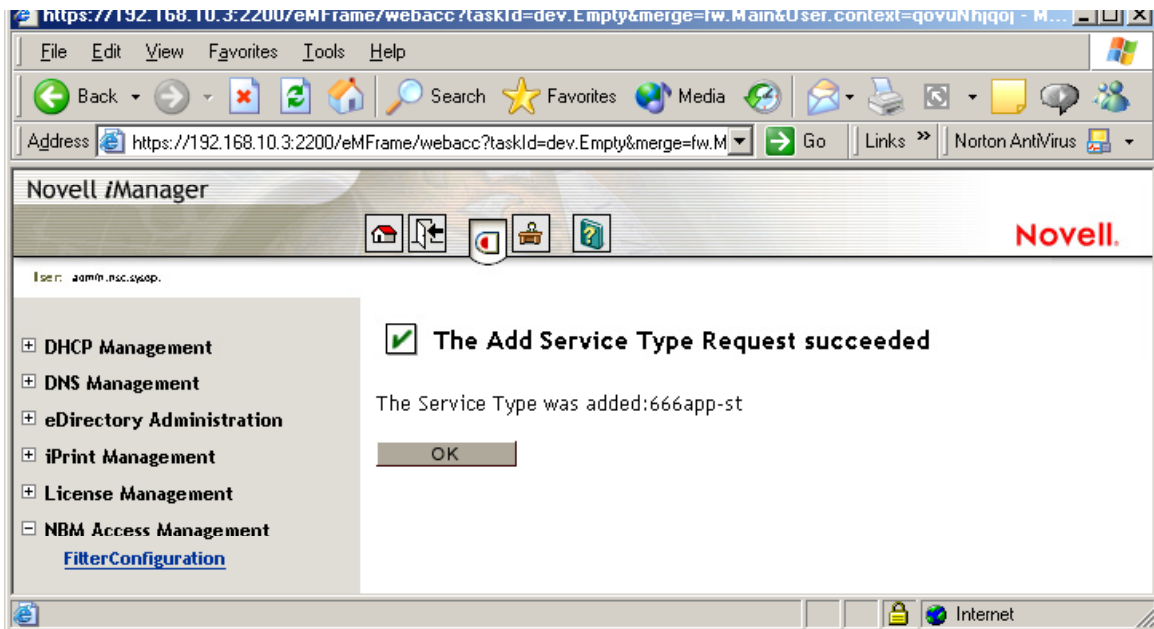 https://192.168.10.3:2200/eMFrame/webacc?taskId=dev.Empty&merge=fw.Main&User.context=qovuNhjqoj - M...
File Edit View Favorites Tools Help
Back Search Favorites Media
Address https://192.168.10.3:2200/eMFrame/webacc?taskId=dev.Empty&merge=fw.M Go Links » Norton AntiVirus
Novell iManager
Novell.
User: admin.nsc.sysop.
DHCP Management
DNS Management
eDirectory Administration
iPrint Management
License Management
NBM Access Management
FilterConfiguration
The Add Service Type Request succeeded
The Service Type was added:666app-st
OK
Internet